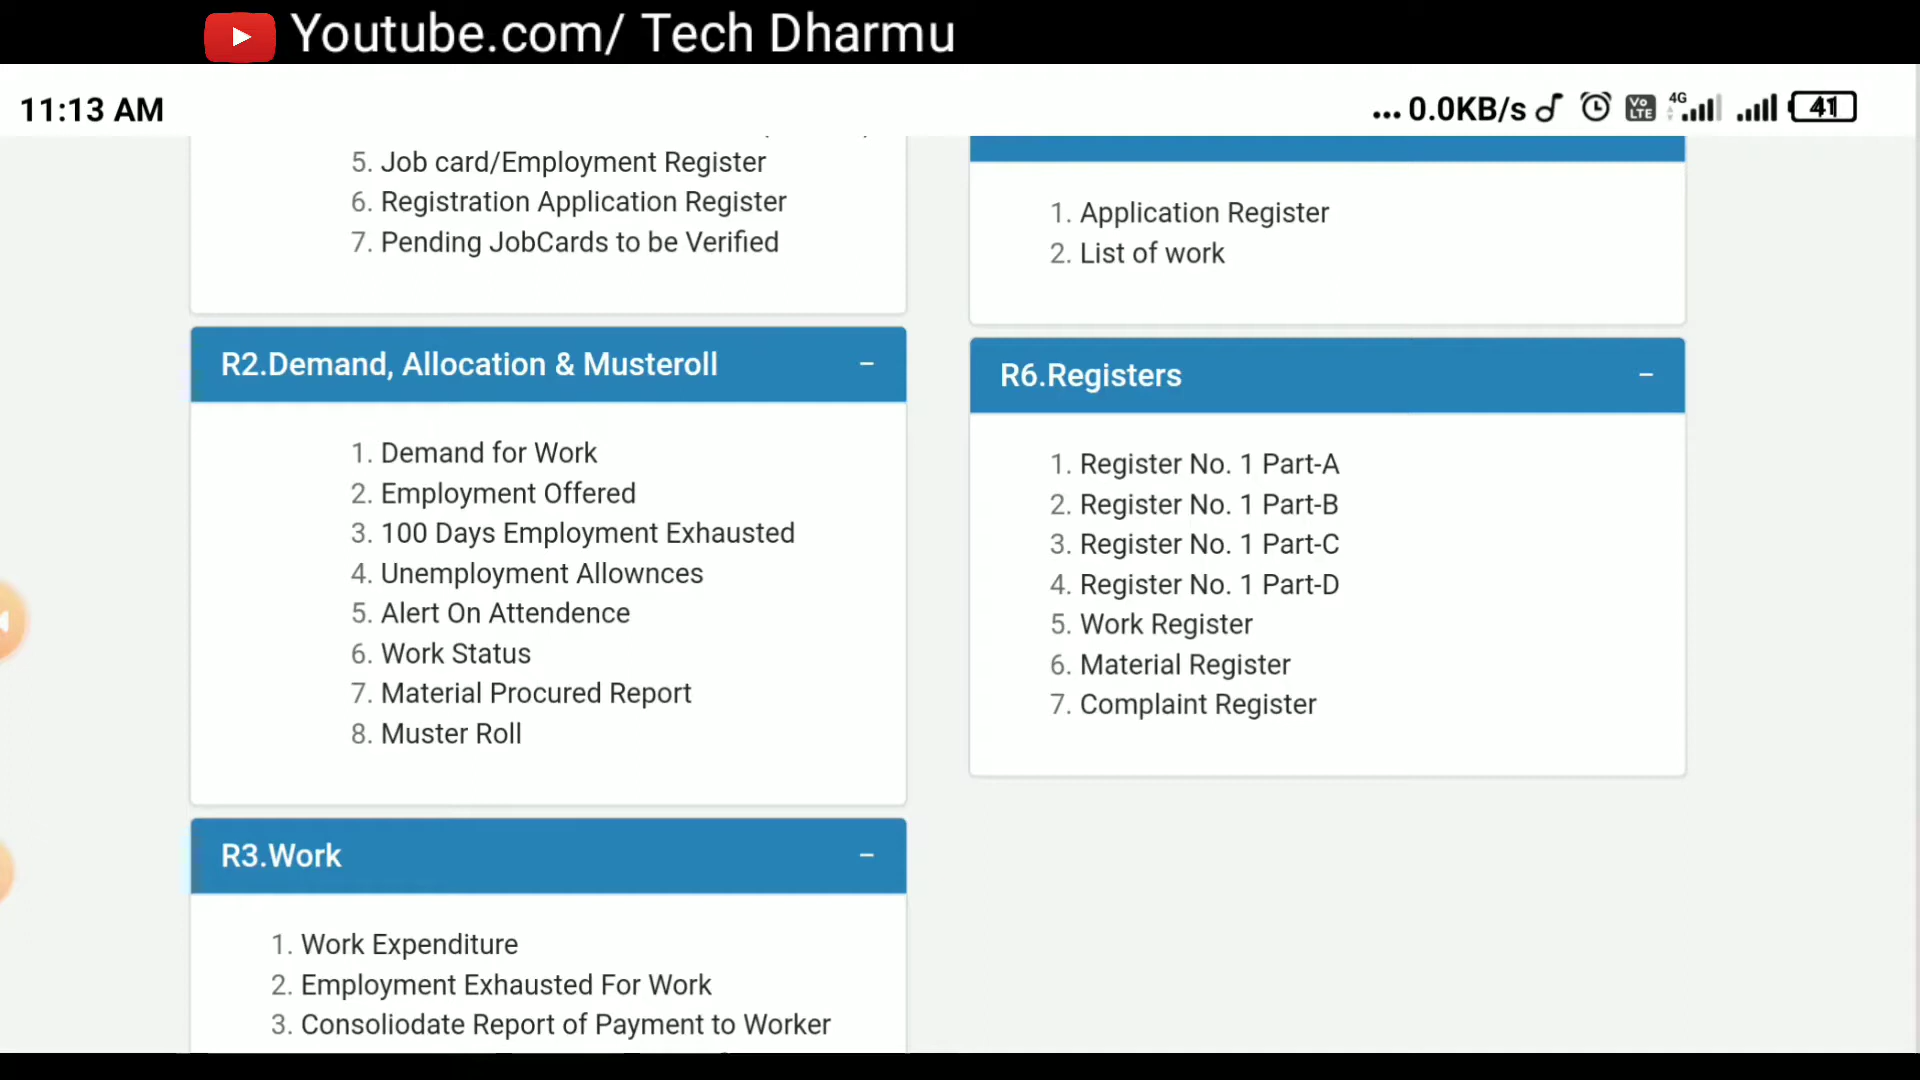 Youtube.com/ Tech Dharmu
11:13 AM
... 0.0KB/s
Vo LTE
4G
41
5. Job card/Employment Register
6. Registration Application Register
7. Pending JobCards to be Verified
R2.Demand, Allocation & Musteroll
1. Demand for Work
2. Employment Offered
3. 100 Days Employment Exhausted
4. Unemployment Allownces
5. Alert On Attendence
6. Work Status
7. Material Procured Report
8. Muster Roll
R3.Work
1. Work Expenditure
2. Employment Exhausted For Work
3. Consoliodate Report of Payment to Worker
1. Application Register
2. List of work
R6.Registers
1. Register No. 1 Part-A
2. Register No. 1 Part-B
3. Register No. 1 Part-C
4. Register No. 1 Part-D
5. Work Register
6. Material Register
7. Complaint Register